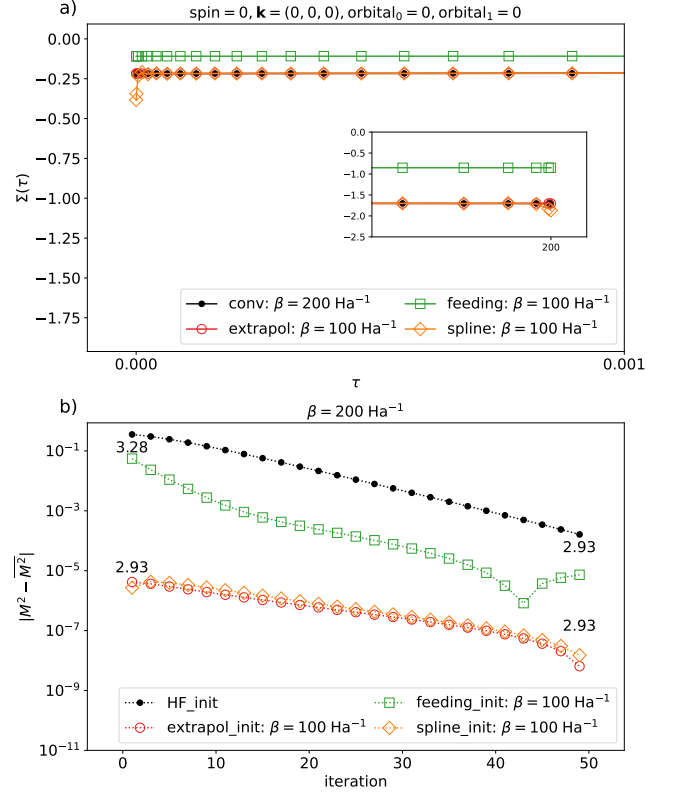 a)
spin = 0, k = (0, 0, 0), orbital₀ = 0, orbital₁ = 0
0.00
−0.25
−0.50
−0.75
−1.00
−1.25
−1.50
−1.75
Σ(τ)
0.0
−0.5
−1.0
−1.5
−2.0
−2.5
200
conv: β = 200 Ha⁻¹
extrapol: β = 100 Ha⁻¹
feeding: β = 100 Ha⁻¹
spline: β = 100 Ha⁻¹
0.000
0.001
τ
b)
β = 200 Ha⁻¹
10⁻¹
10⁻³
10⁻⁵
10⁻⁷
10⁻⁹
10⁻¹¹
|M² − M̅²̅|
3.28
2.93
2.93
2.93
HF_init
extrapol_init: β = 100 Ha⁻¹
feeding_init: β = 100 Ha⁻¹
spline_init: β = 100 Ha⁻¹
0
10
20
30
40
50
iteration